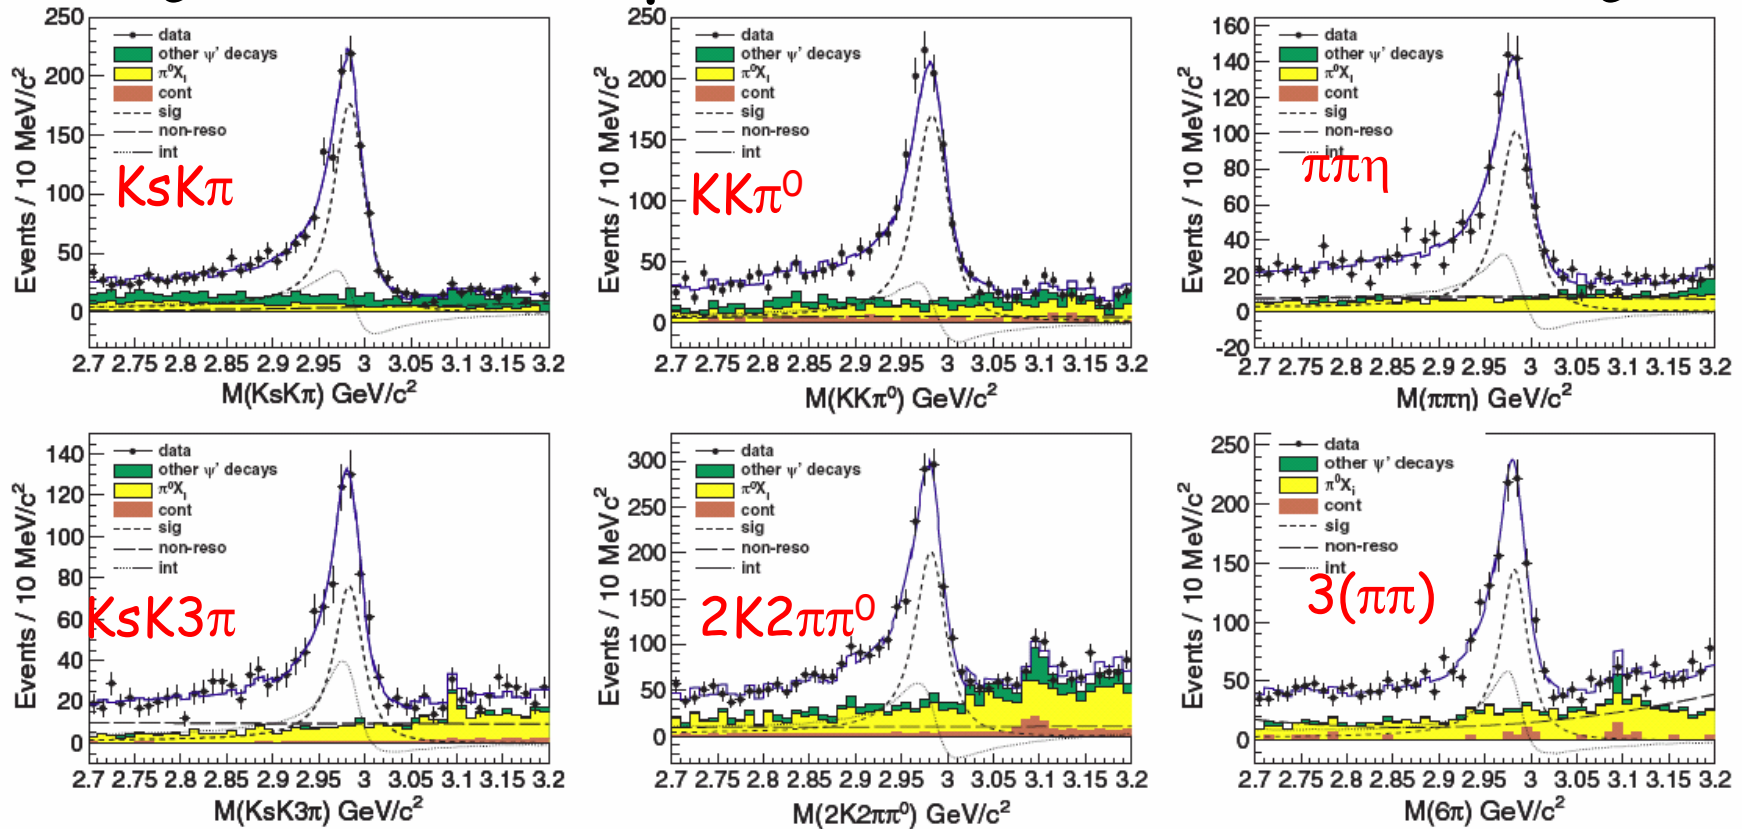 250
200
150
100
50
0
Events / 10 MeV/c²
data
other ψ' decays
π⁰Xᵢ
cont
sig
non-reso
int
KsKπ
2.7 2.75 2.8 2.85 2.9 2.95 3 3.05 3.1 3.15 3.2
M(KsKπ) GeV/c²
250
200
150
100
50
0
Events / 10 MeV/c²
data
other ψ' decays
π⁰Xᵢ
cont
sig
non-reso
int
KKπ⁰
2.7 2.75 2.8 2.85 2.9 2.95 3 3.05 3.1 3.15 3.2
M(KKπ⁰) GeV/c²
160
140
120
100
80
60
40
20
0
-20
Events / 10 MeV/c²
data
other ψ' decays
π⁰Xᵢ
cont
sig
non-reso
int
ππη
2.7 2.75 2.8 2.85 2.9 2.95 3 3.05 3.1 3.15 3.2
M(ππη) GeV/c²
140
120
100
80
60
40
20
0
Events / 10 MeV/c²
data
other ψ' decays
π⁰Xᵢ
cont
sig
non-reso
int
KsK3π
2.7 2.75 2.8 2.85 2.9 2.95 3 3.05 3.1 3.15 3.2
M(KsK3π) GeV/c²
300
250
200
150
100
50
0
Events / 10 MeVc²
data
other ψ' decays
π⁰Xᵢ
cont
sig
non-reso
int
2K2ππ⁰
2.7 2.75 2.8 2.85 2.9 2.95 3 3.05 3.1 3.15 3.2
M(2K2ππ⁰) GeV/c²
250
200
150
100
50
0
Events / 10 MeV/c²
data
other ψ' decays
π⁰Xᵢ
cont
sig
non-reso
int
3(ππ)
2.7 2.75 2.8 2.85 2.9 2.95 3 3.05 3.1 3.15 3.2
M(6π) GeV/c²